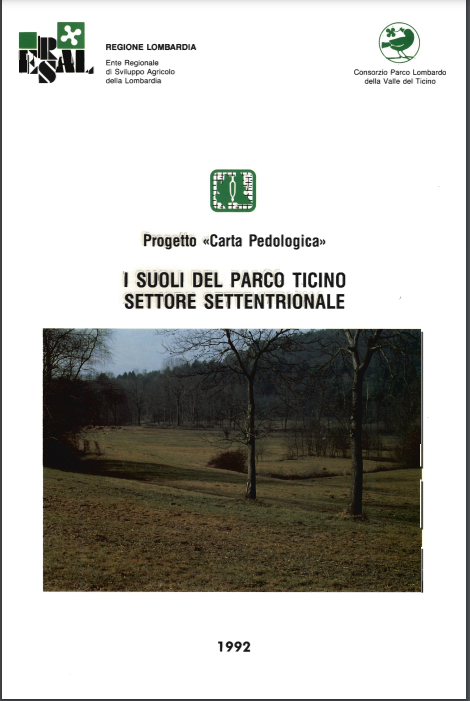 ERSAL
REGIONE LOMBARDIA
Ente Regionale
di Sviluppo Agricolo
della Lombardia
Consorzio Parco Lombardo
della Valle del Ticino
Progetto «Carta Pedologica»
I SUOLI DEL PARCO TICINO
SETTORE SETTENTRIONALE
1992